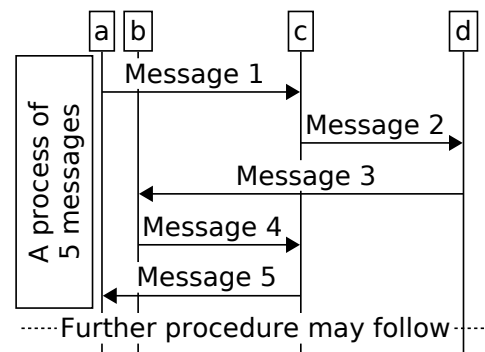 a b c d
Message 1
Message 2
Message 3
Message 4
Message 5
A process of
5 messages
Further procedure may follow